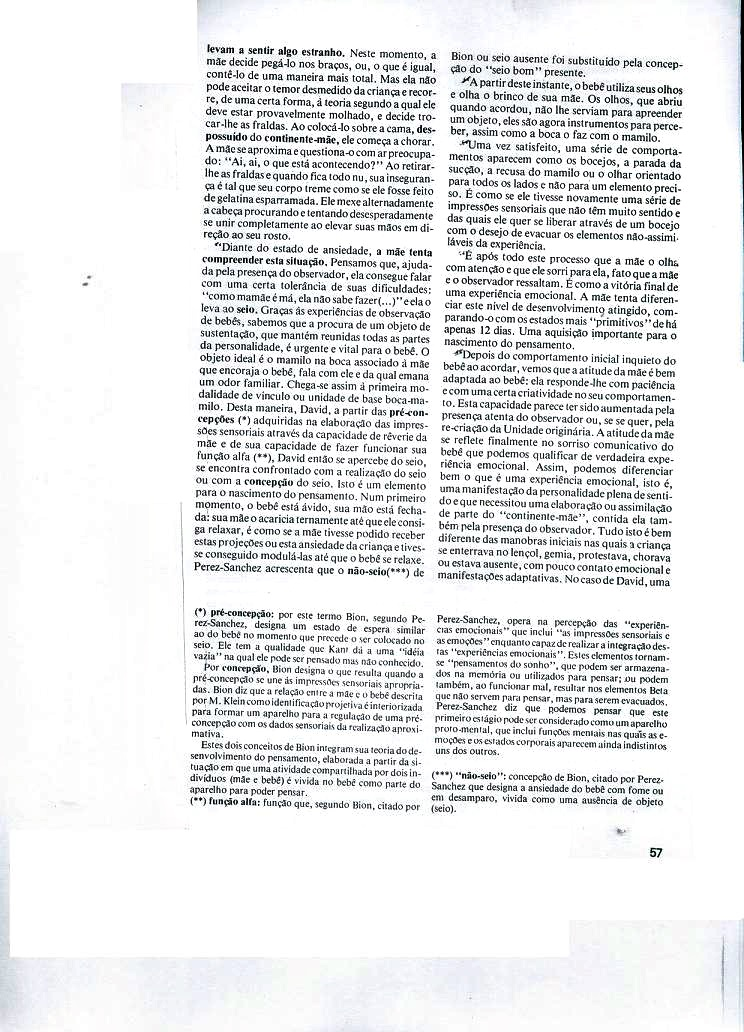 levam a sentir algo estranho. Neste momento, a
mãe decide pegá-lo nos braços, ou, o que é igual,
contê-lo de uma maneira mais total. Mas ela não
pode aceitar o temor desmedido da criança e recor-
re, de uma certa forma, à teoria segundo a qual ele
deve estar provavelmente molhado, e decide tro-
car-lhe as fraldas. Ao colocá-lo sobre a cama, des-
possuído do continente-mãe, ele começa a chorar.
A mãe se aproxima e questiona-o com ar preocupa-
do: "Ai, ai, o que está acontecendo?" Ao retirar-
lhe as fraldas e quando fica todo nu, sua inseguran-
ça é tal que seu corpo treme como se ele fosse feito
de gelatina esparramada. Ele mexe alternadamente
a cabeça procurando e tentando desesperadamente
se unir completamente ao elevar suas mãos em di-
reção ao seu rosto.
"Diante do estado de ansiedade, a mãe tenta
compreender esta situação. Pensamos que, ajuda-
da pela presença do observador, ela consegue falar
com uma certa tolerância de suas dificuldades:
"como mamãe é má, ela não sabe fazer(...)" e ela o
leva ao seio. Graças às experiências de observação
de bebês, sabemos que a procura de um objeto de
sustentação, que mantém reunidas todas as partes
da personalidade, é urgente e vital para o bebê. O
objeto ideal é o mamilo na boca associado à mãe
que encoraja o bebê, fala com ele e da qual emana
um odor familiar. Chega-se assim à primeira mo-
dalidade de vínculo ou unidade de base boca-ma-
milo. Desta maneira, David, a partir das pré-con-
cepções (*) adquiridas na elaboração das impres-
sões sensoriais através da capacidade de rêverie da
mãe e de sua capacidade de fazer funcionar sua
função alfa (**), David então se apercebe do seio,
se encontra confrontado com a realização do seio
ou com a concepção do seio. Isto é um elemento
para o nascimento do pensamento. Num primeiro
momento, o bebê está ávido, sua mão está fecha-
da: sua mãe o acaricia ternamente até que ele consi-
ga relaxar, é como se a mãe tivesse podido receber
estas projeções ou esta ansiedade da criança e tives-
se conseguido modulá-las até que o bebê se relaxe.
Perez-Sanchez acrescenta que o não-seio(***) de
Bion ou seio ausente foi substituído pela concep-
ção do "seio bom" presente.
"A partir deste instante, o bebê utiliza seus olhos
e olha o brinco de sua mãe. Os olhos, que abriu
quando acordou, não lhe serviam para apreender
um objeto, eles são agora instrumentos para perce-
ber, assim como a boca o faz com o mamilo.
"Uma vez satisfeito, uma série de comporta-
mentos aparecem como os bocejos, a parada da
sucção, a recusa do mamilo ou o olhar orientado
para todos os lados e não para um elemento preci-
so. É como se ele tivesse novamente uma série de
impressões sensoriais que não têm muito sentido e
das quais ele quer se liberar através de um bocejo
com o desejo de evacuar os elementos não-assimi-
láveis da experiência.
"É após todo este processo que a mãe o olha
com atenção e que ele sorri para ela, fato que a mãe
e o observador ressaltam. É como a vitória final de
uma experiência emocional. A mãe tenta diferen-
ciar este nível de desenvolvimento atingido, com-
parando-o com os estados mais "primitivos" de há
apenas 12 dias. Uma aquisição importante para o
nascimento do pensamento.
"Depois do comportamento inicial inquieto do
bebê ao acordar, vemos que a atitude da mãe é bem
adaptada ao bebê: ela responde-lhe com paciência
e com uma certa criatividade no seu comportamen-
to. Esta capacidade parece ter sido aumentada pela
presença atenta do observador ou, se se quer, pela
re-criação da Unidade originária. A atitude da mãe
se reflete finalmente no sorriso comunicativo do
bebê que podemos qualificar de verdadeira expe-
riência emocional. Assim, podemos diferenciar
bem o que é uma experiência emocional, isto é,
uma manifestação da personalidade plena de senti-
do e que necessitou uma elaboração ou assimilação
de parte do "continente-mãe", contida ela tam-
bém pela presença do observador. Tudo isto é bem
diferente das manobras iniciais nas quais a criança
se enterrava no lençol, gemia, protestava, chorava
ou estava ausente, com pouco contato emocional e
manifestações adaptativas. No caso de David, uma
(*) pré-concepção: por este termo Bion, segundo Pe-
rez-Sanchez, designa um estado de espera similar
ao do bebê no momento que precede o ser colocado no
seio. Ele tem a qualidade que Kant dá a uma "idéia
vazia" na qual ele pode ser pensado mas não conhecido.
Por concepção, Bion designa o que resulta quando a
pré-concepção se une às impressões sensoriais apropria-
das. Bion diz que a relação entre a mãe e o bebê descrita
por M. Klein como identificação projetiva é interiorizada
para formar um aparelho para a regulação de uma pré-
concepção com os dados sensoriais da realização aproxi-
mativa.
Estes dois conceitos de Bion integram sua teoria do de-
senvolvimento do pensamento, elaborada a partir da si-
tuação em que uma atividade compartilhada por dois in-
divíduos (mãe e bebê) é vivida no bebê como parte do
aparelho para poder pensar.
(**) função alfa: função que, segundo Bion, citado por
Perez-Sanchez, opera na percepção das "experiên-
cias emocionais" que inclui "as impressões sensoriais e
as emoções" enquanto capaz de realizar a integração des-
tas "experiências emocionais". Estes elementos tornam-
se "pensamentos do sonho", que podem ser armazena-
dos na memória ou utilizados para pensar; ou podem
também, ao funcionar mal, resultar nos elementos Beta
que não servem para pensar, mas para serem evacuados.
Perez-Sanchez diz que podemos pensar que este
primeiro estágio pode ser considerado como um aparelho
proto-mental, que inclui funções mentais nas quais as e-
moções e os estados corporais aparecem ainda indistintos
uns dos outros.
(***) "não-seio": concepção de Bion, citado por Perez-
Sanchez que designa a ansiedade do bebê com fome ou
em desamparo, vivida como uma ausência de objeto
(seio).
57